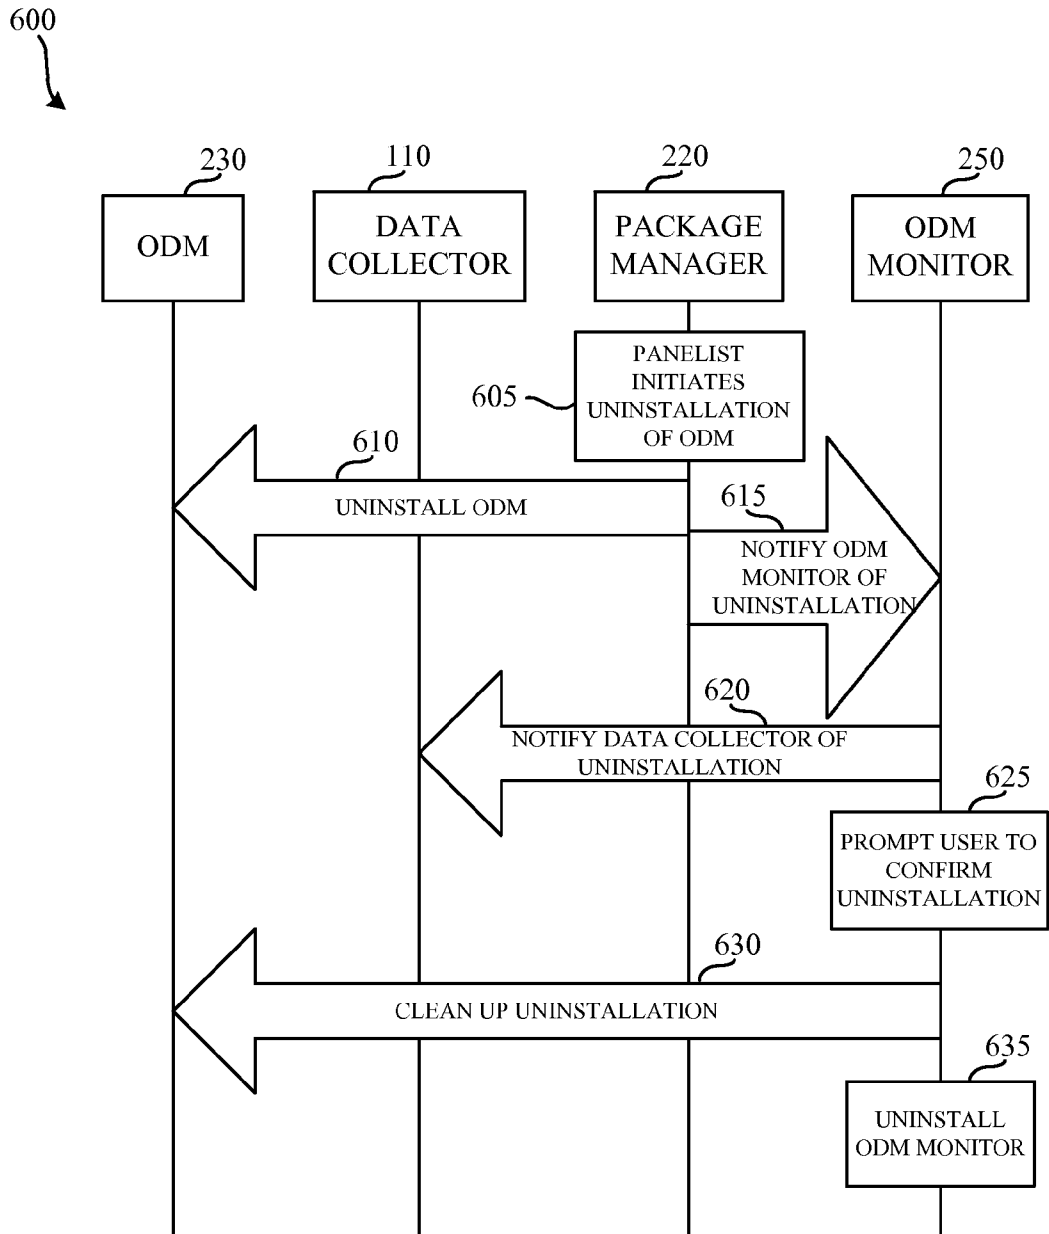 600
230
110
220
250
ODM
DATA
COLLECTOR
PACKAGE
MANAGER
ODM
MONITOR
PANELIST
INITIATES
UNINSTALLATION
OF ODM
605
610
UNINSTALL ODM
615
NOTIFY ODM
MONITOR OF
UNINSTALLATION
620
NOTIFY DATA COLLECTOR OF
UNINSTALLATION
625
PROMPT USER TO
CONFIRM
UNINSTALLATION
630
CLEAN UP UNINSTALLATION
635
UNINSTALL
ODM MONITOR